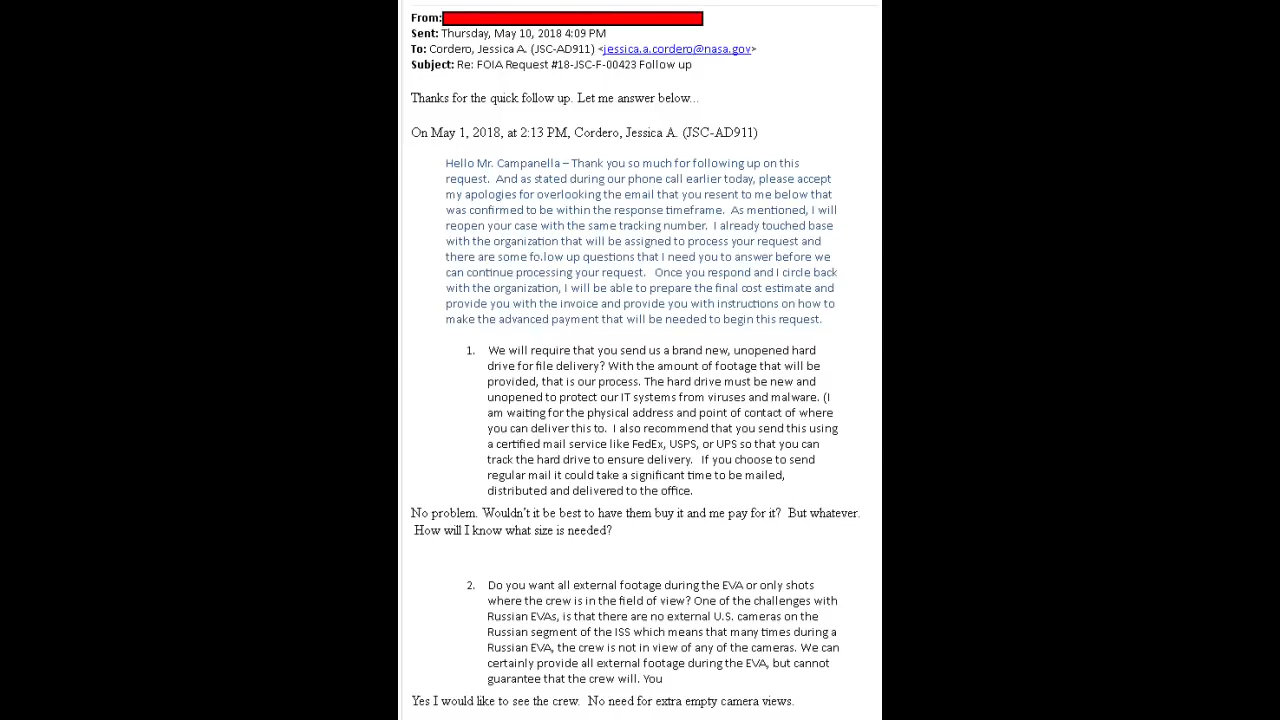 From:
Sent: Thursday, May 10, 2018 4:09 PM
To: Cordero, Jessica A. (JSC-AD911) <jessica.a.cordero@nasa.gov>
Subject: Re: FOIA Request #18-JSC-F-00423 Follow up
Thanks for the quick follow up. Let me answer below...
On May 1, 2018, at 2:13 PM, Cordero, Jessica A. (JSC-AD911)
Hello Mr. Campanella – Thank you so much for following up on this
request. And as stated during our phone call earlier today, please accept
my apologies for overlooking the email that you resent to me below that
was confirmed to be within the response timeframe. As mentioned, I will
reopen your case with the same tracking number. I already touched base
with the organization that will be assigned to process your request and
there are some fo.low up questions that I need you to answer before we
can continue processing your request. Once you respond and I circle back
with the organization, I will be able to prepare the final cost estimate and
provide you with the invoice and provide you with instructions on how to
make the advanced payment that will be needed to begin this request.
1. We will require that you send us a brand new, unopened hard
drive for file delivery? With the amount of footage that will be
provided, that is our process. The hard drive must be new and
unopened to protect our IT systems from viruses and malware. (I
am waiting for the physical address and point of contact of where
you can deliver this to. I also recommend that you send this using
a certified mail service like FedEx, USPS, or UPS so that you can
track the hard drive to ensure delivery. If you choose to send
regular mail it could take a significant time to be mailed,
distributed and delivered to the office.
No problem. Wouldn't it be best to have them buy it and me pay for it? But whatever.
How will I know what size is needed?
2. Do you want all external footage during the EVA or only shots
where the crew is in the field of view? One of the challenges with
Russian EVAs, is that there are no external U.S. cameras on the
Russian segment of the ISS which means that many times during a
Russian EVA, the crew is not in view of any of the cameras. We can
certainly provide all external footage during the EVA, but cannot
guarantee that the crew will. You
Yes I would like to see the crew. No need for extra empty camera views.